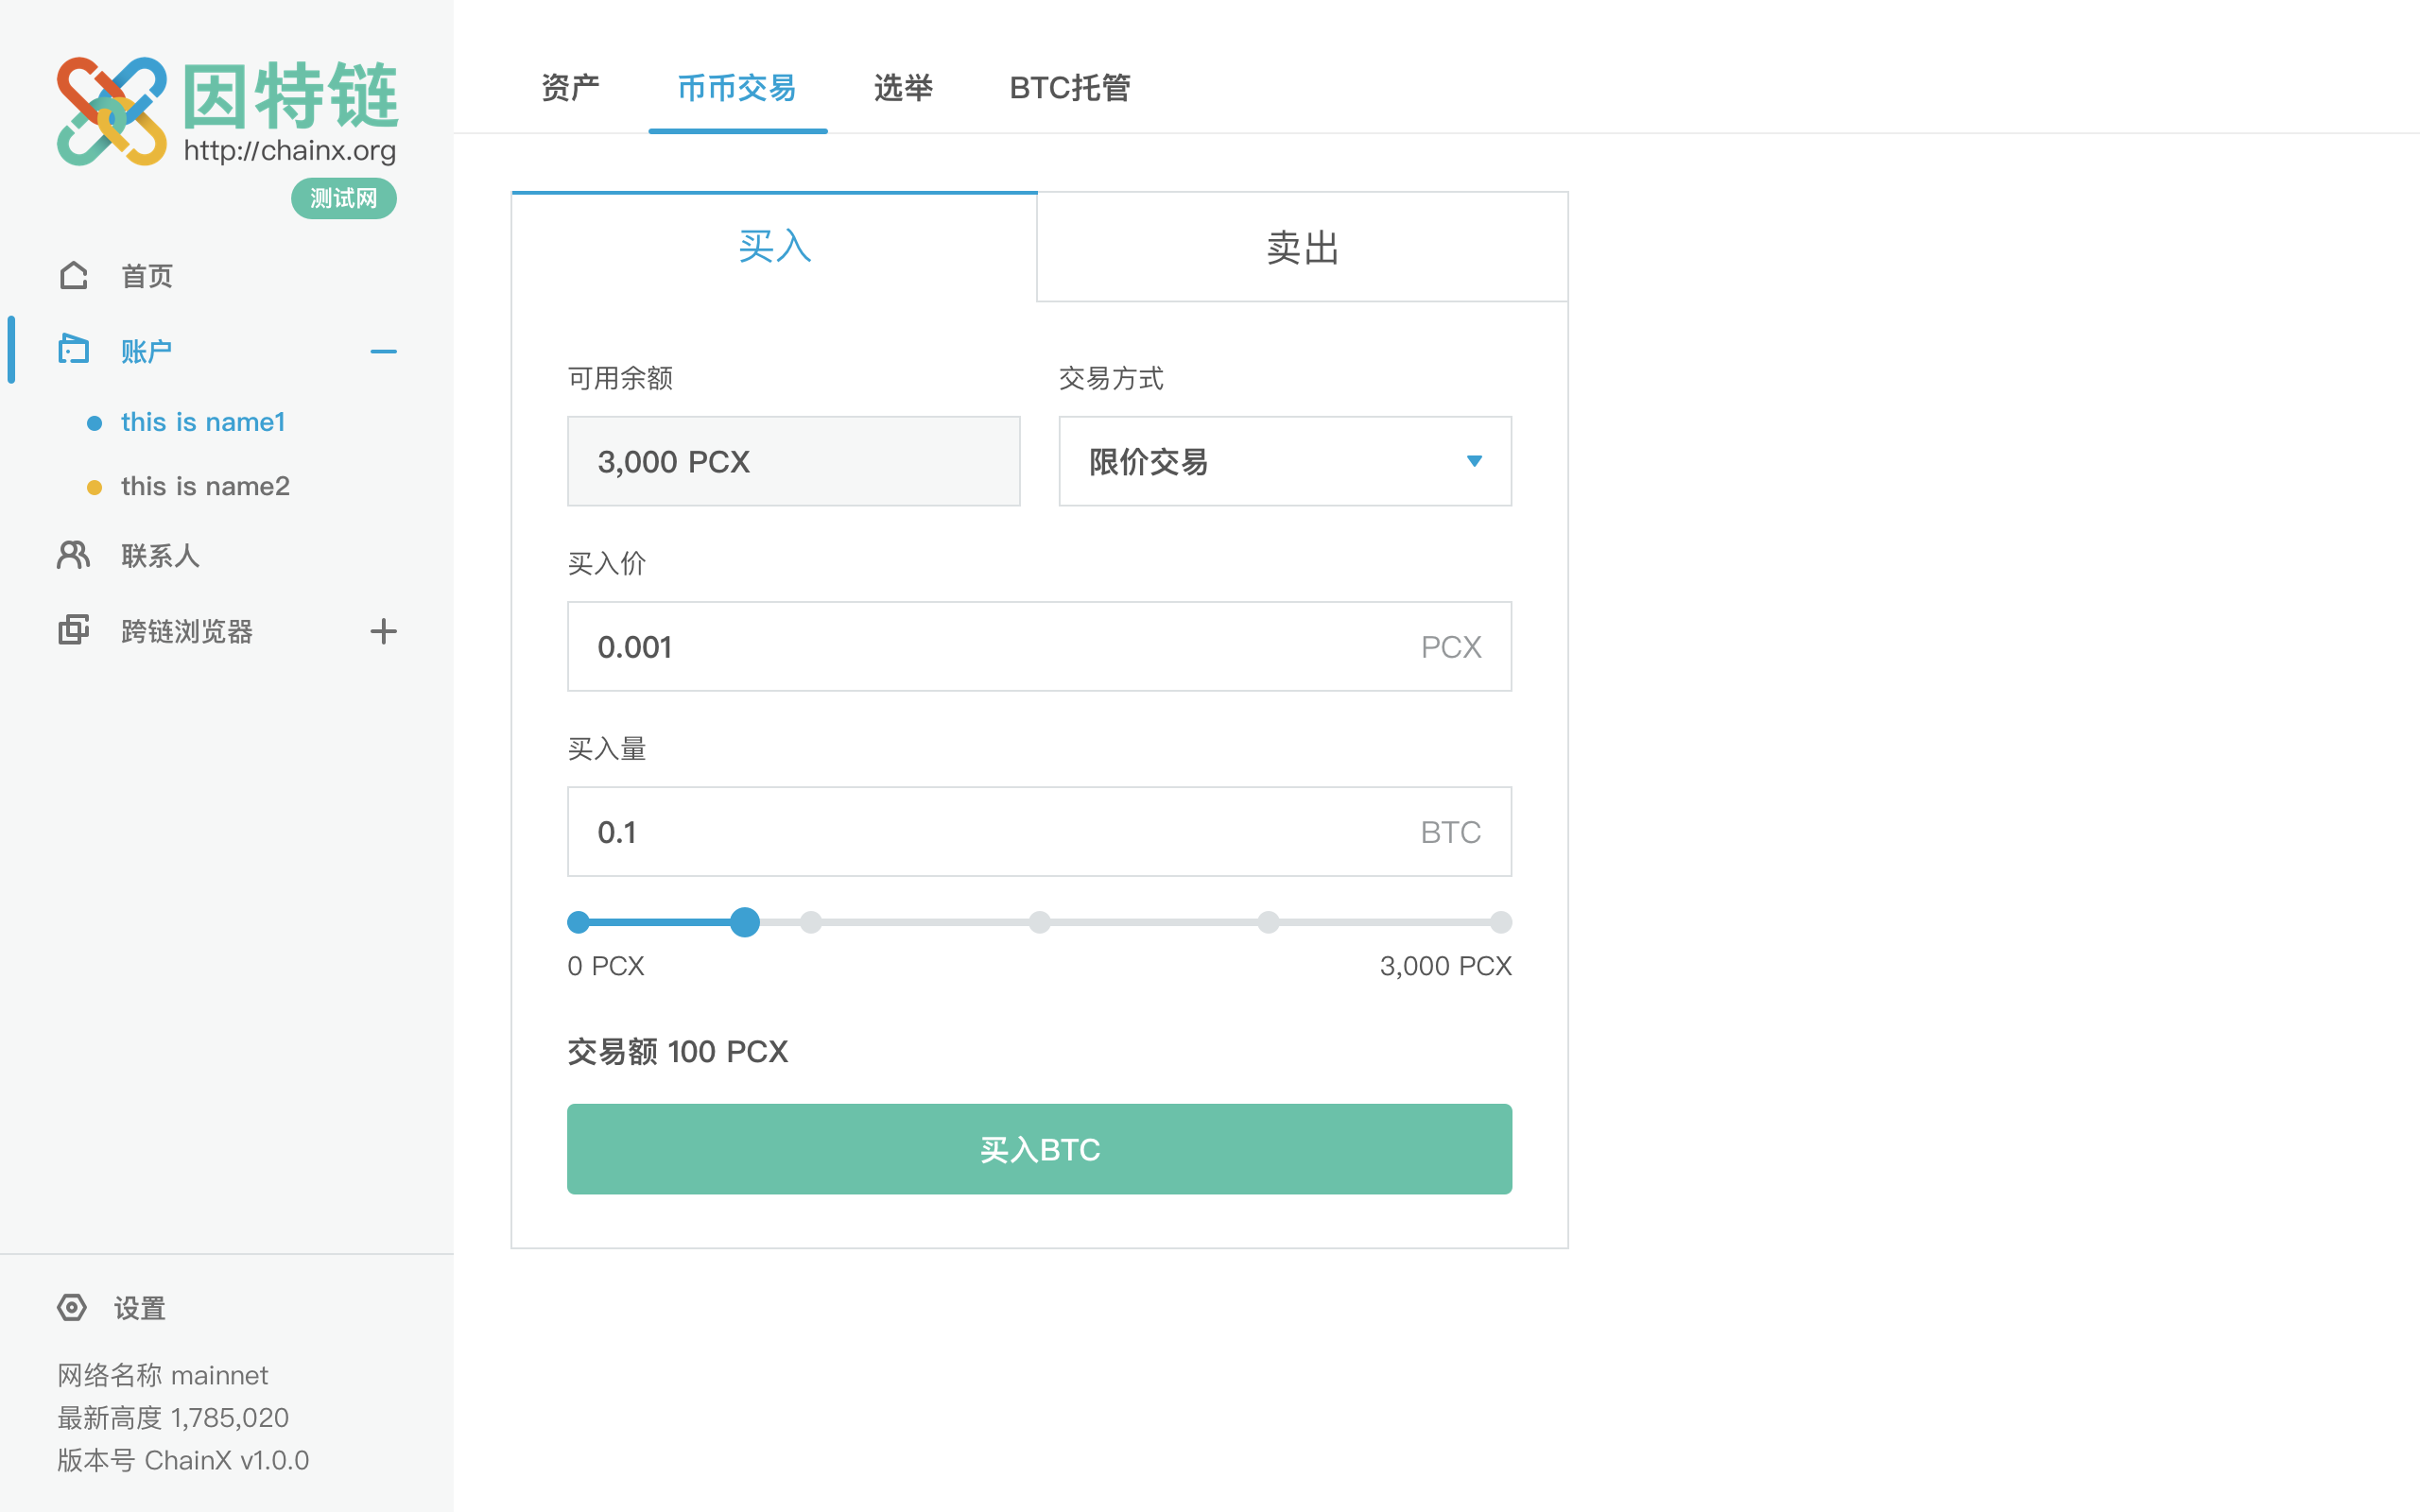 因特链
http://chainx.org
测试网
首页
账户
this is name1
this is name2
联系人
跨链浏览器
设置
网络名称 mainnet
最新高度 1,785,020
版本号 ChainX v1.0.0
资产 币币交易 选举 BTC托管
买入 卖出
可用余额 交易方式
3,000 PCX 限价交易
买入价
0.001 PCX
买入量
0.1 BTC
0 PCX 3,000 PCX
交易额 100 PCX
买入BTC